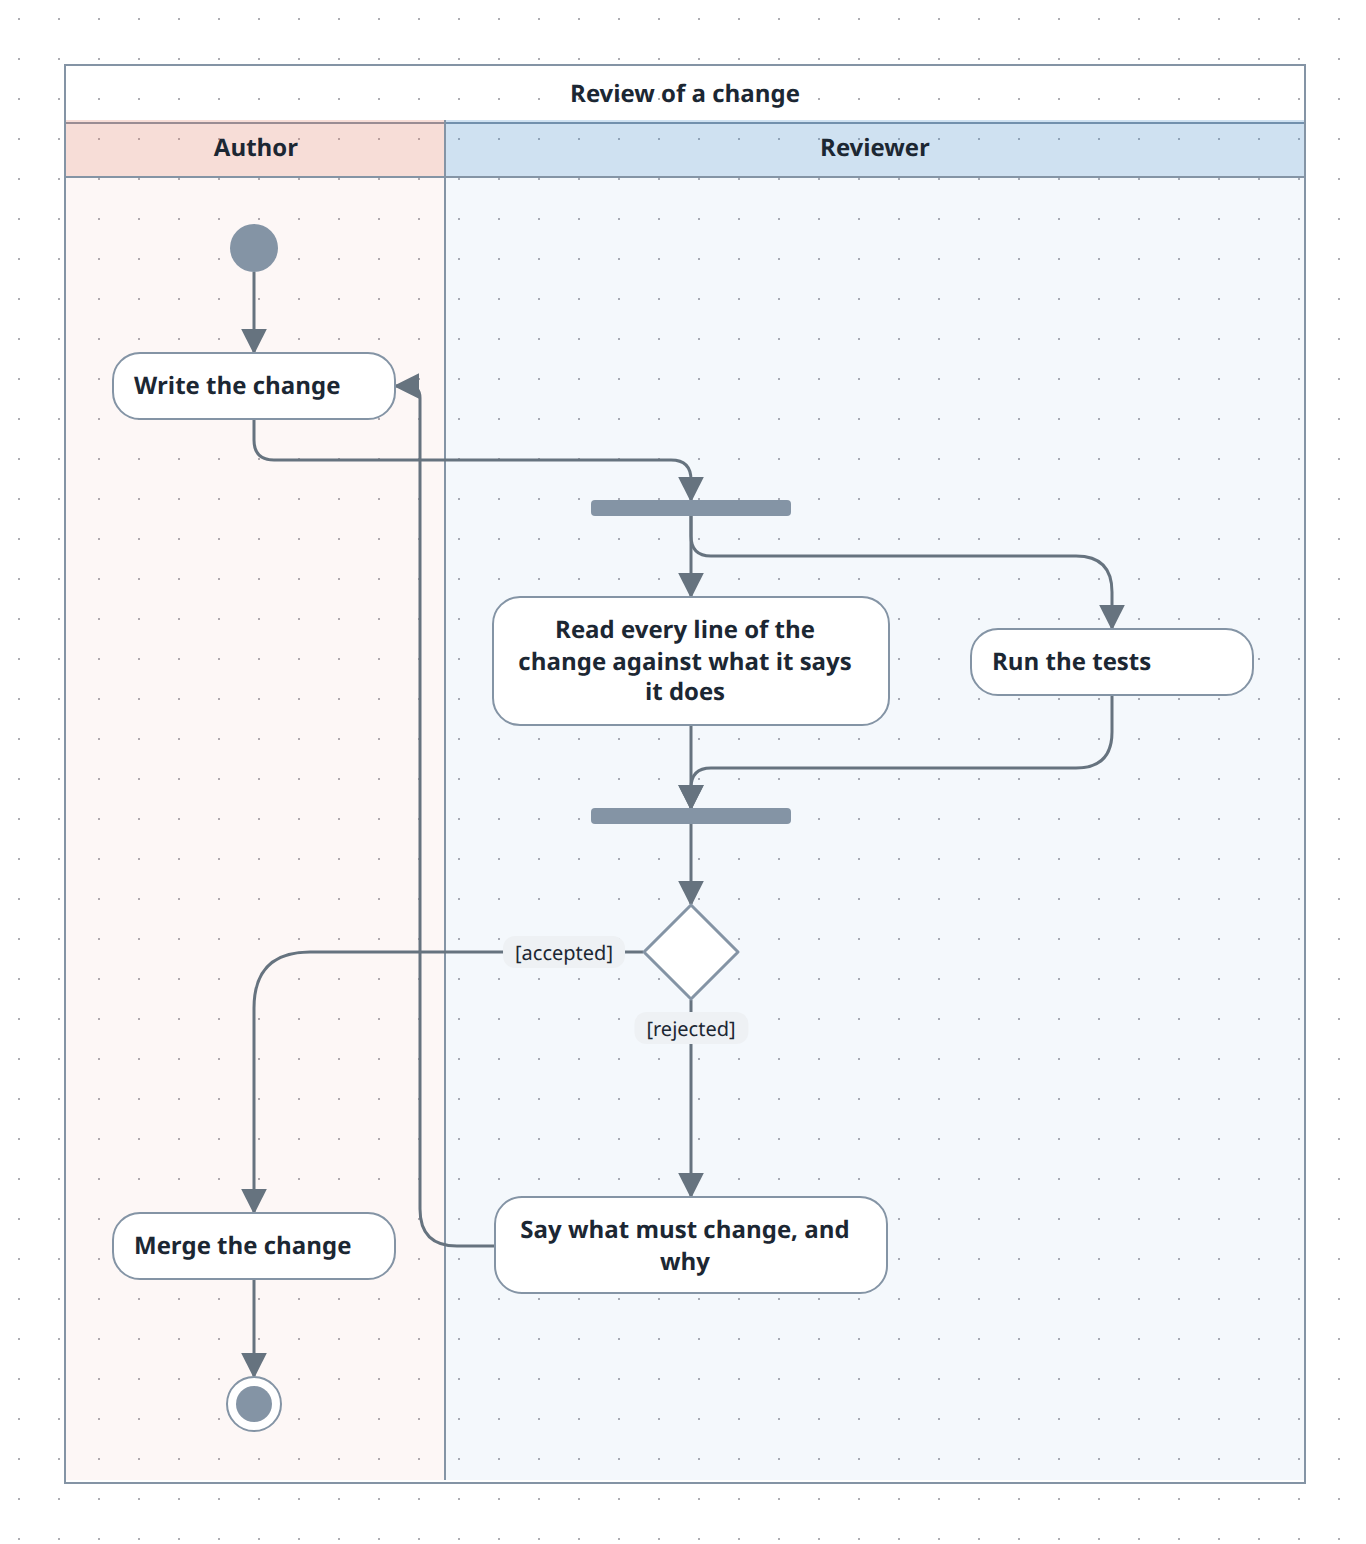 Review of a change
Author
Reviewer
Write the change
Read every line of the
change against what it says
it does
Run the tests
[accepted]
[rejected]
Merge the change
Say what must change, and
why